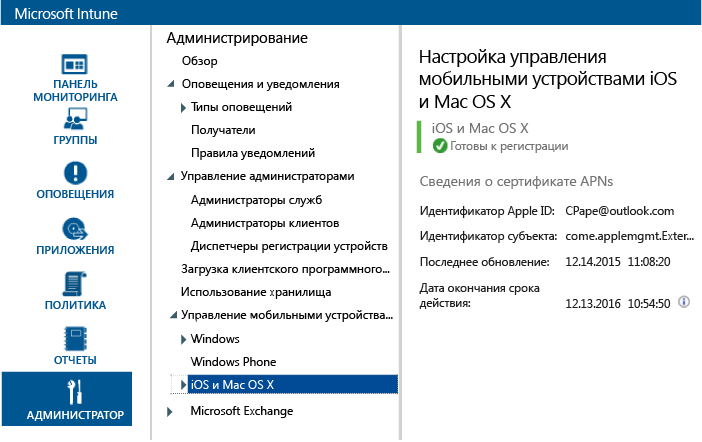 Microsoft Intune
ПАНЕЛЬ
МОНИТОРИНГА
ГРУППЫ
ОПОВЕЩЕНИЯ
ПРИЛОЖЕНИЯ
ПОЛИТИКА
ОТЧЕТЫ
АДМИНИСТРАТОР
Администрирование
Обзор
Оповещения и уведомления
Типы оповещений
Получатели
Правила уведомлений
Управление администраторами
Администраторы служб
Администраторы клиентов
Диспетчеры регистрации устройств
Загрузка клиентского программного...
Использование хранилища
Управление мобильными устройства...
Windows
Windows Phone
iOS и Mac OS X
Microsoft Exchange
Настройка управления
мобильными устройствами iOS
и Mac OS X
iOS и Mac OS X
Готовы к регистрации
Сведения о сертификате APNs
Идентификатор Apple ID: CPape@outlook.com
Идентификатор субъекта: come.applemgmt.Exter...
Последнее обновление: 12.14.2015 11:08:20
Дата окончания срока
действия: 12.13.2016 10:54:50